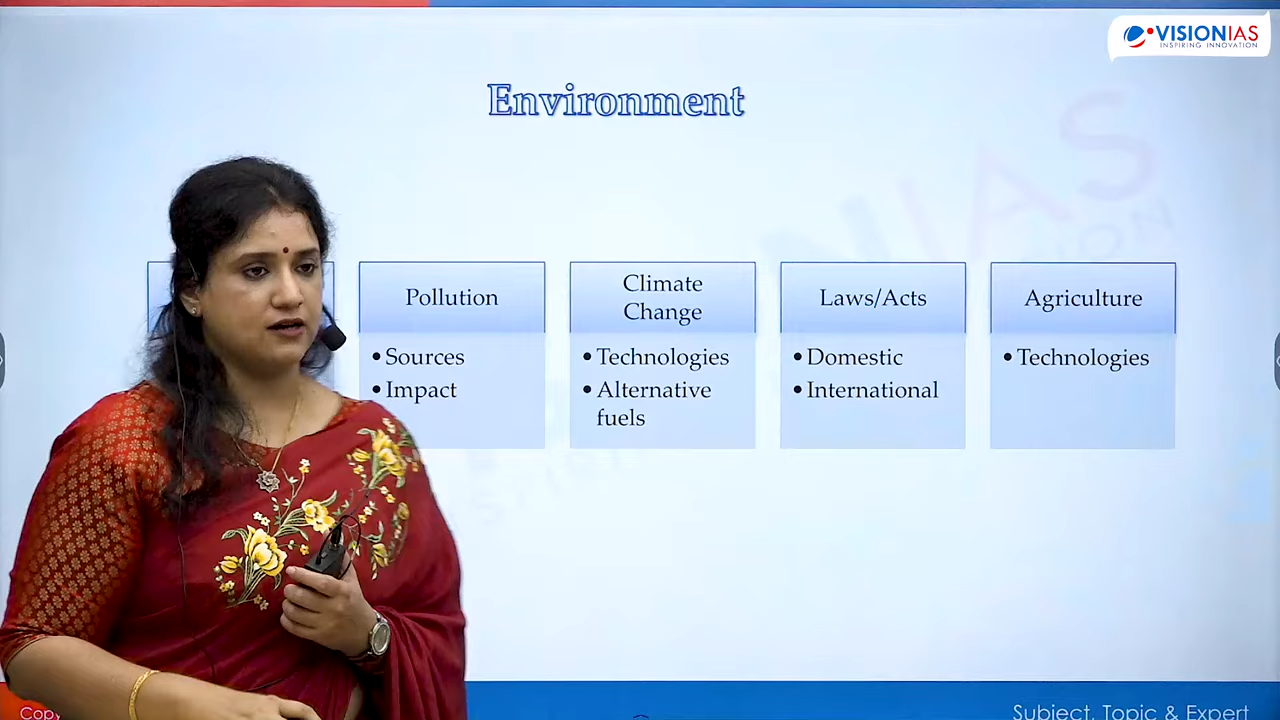 VISIONIAS
INSPIRING INNOVATION
Environment
Pollution
• Sources
• Impact
Climate
Change
• Technologies
• Alternative
fuels
Laws/Acts
• Domestic
• International
Agriculture
• Technologies
Subject, Topic & Expert